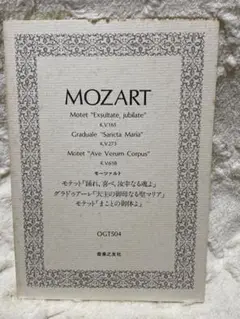 MOZART
Motet "Exsultate, jubilate"
K.V.165
Graduale "Sancta Maria"
K.V.273
Motet "Ave Verum Corpus"
K.V.618
モーツァルト
モテット「踊れ、喜べ、汝幸なる魂よ」
グラドゥアーレ「天主の御母なる聖マリア」
モテット「まことの御体よ」
OGT504
音楽之友社